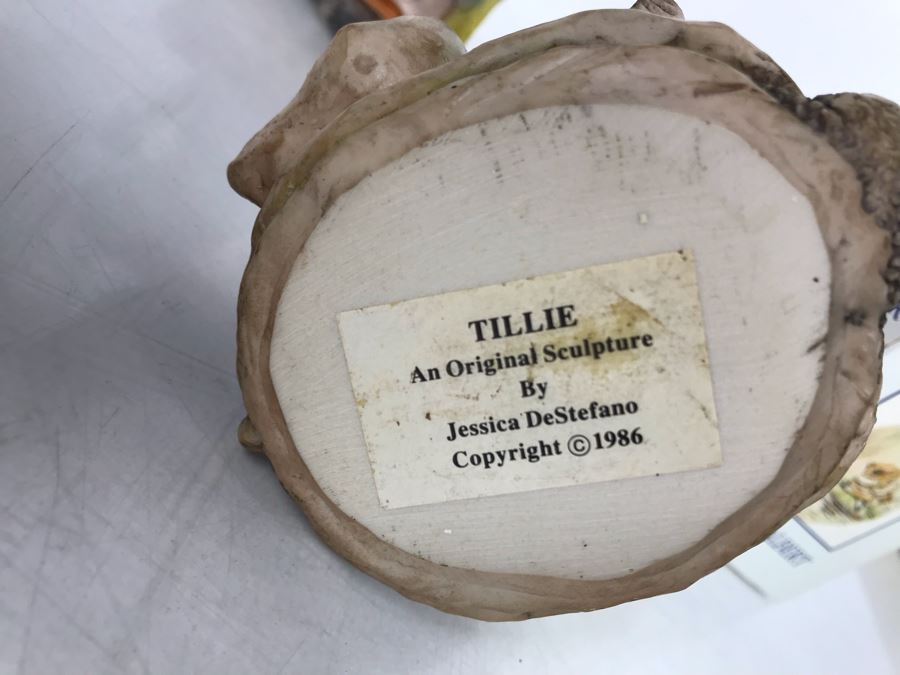 TILLIE
An Original Sculpture
By
Jessica DeStefano
Copyright ©1986